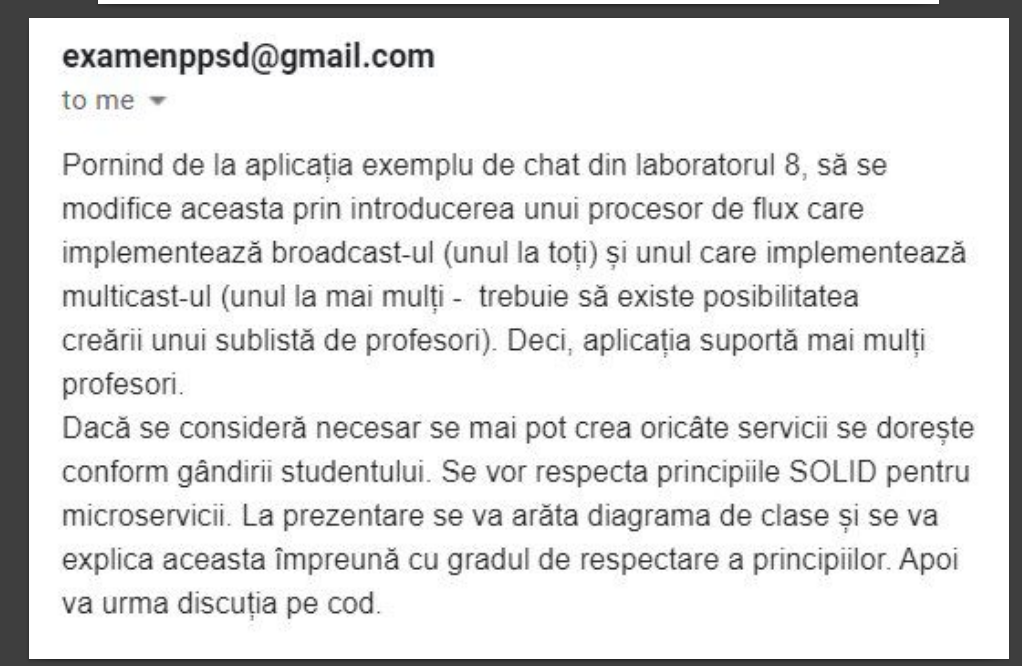 examenppsd@gmail.com
to me
Pornind de la aplicația exemplu de chat din laboratorul 8, să se
modifice aceasta prin introducerea unui procesor de flux care
implementează broadcast-ul (unul la toți) și unul care implementează
multicast-ul (unul la mai mulți -  trebuie să existe posibilitatea
creării unui sublistă de profesori). Deci, aplicația suportă mai mulți
profesori.
Dacă se consideră necesar se mai pot crea oricâte servicii se dorește
conform gândirii studentului. Se vor respecta principiile SOLID pentru
microservicii. La prezentare se va arăta diagrama de clase și se va
explica aceasta împreună cu gradul de respectare a principiilor. Apoi
va urma discuția pe cod.